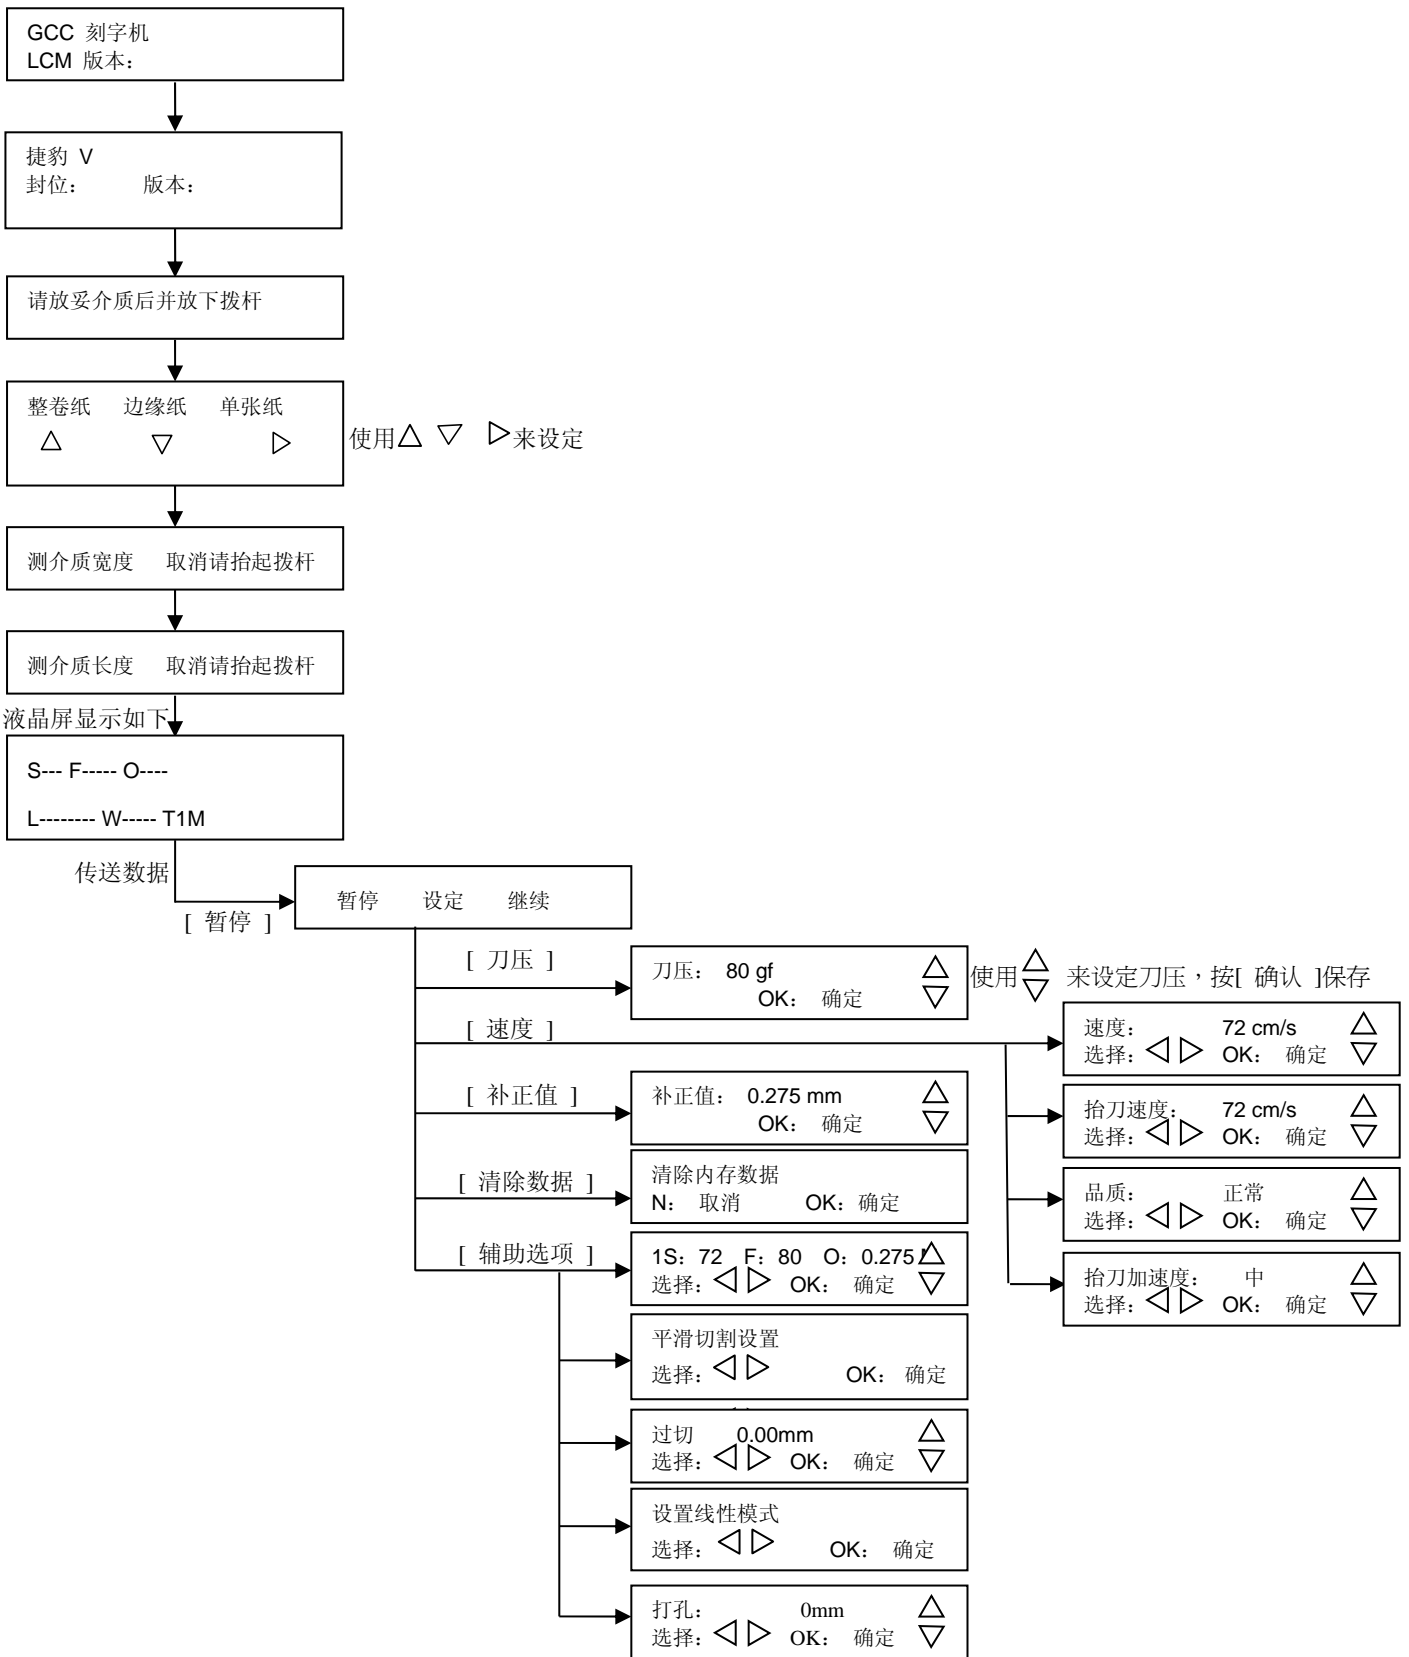 GCC 刻字机
LCM 版本：
捷豹 V
封位： 版本：
请放妥介质后并放下拨杆
整卷纸 边缘纸 单张纸
△ ▽ ▷
使用△ ▽ ▷来设定
测介质宽度 取消请抬起拨杆
测介质长度 取消请抬起拨杆
液晶屏显示如下
S--- F----- O----
L-------- W----- T1M
传送数据
[ 暂停 ]
暂停 设定 继续
[ 刀压 ]
刀压： 80 gf △
OK： 确定 ▽
使用△▽ 来设定刀压，按[ 确认 ]保存
[ 速度 ]
速度： 72 cm/s △
选择：◁ ▷ OK： 确定 ▽
抬刀速度： 72 cm/s △
选择：◁ ▷ OK： 确定 ▽
品质： 正常 △
选择：◁ ▷ OK： 确定 ▽
抬刀加速度： 中 △
选择：◁ ▷ OK： 确定 ▽
[ 补正值 ]
补正值： 0.275 mm △
OK： 确定 ▽
[ 清除数据 ]
清除内存数据
N： 取消 OK：确定
[ 辅助选项 ]
1S：72 F：80 O：0.275 △
选择：◁ ▷ OK： 确定 ▽
平滑切割设置
选择：◁ ▷ OK： 确定
过切 0.00mm △
选择：◁ ▷ OK： 确定 ▽
设置线性模式
选择：◁ ▷ OK： 确定
打孔： 0mm △
选择：◁ ▷ OK： 确定 ▽